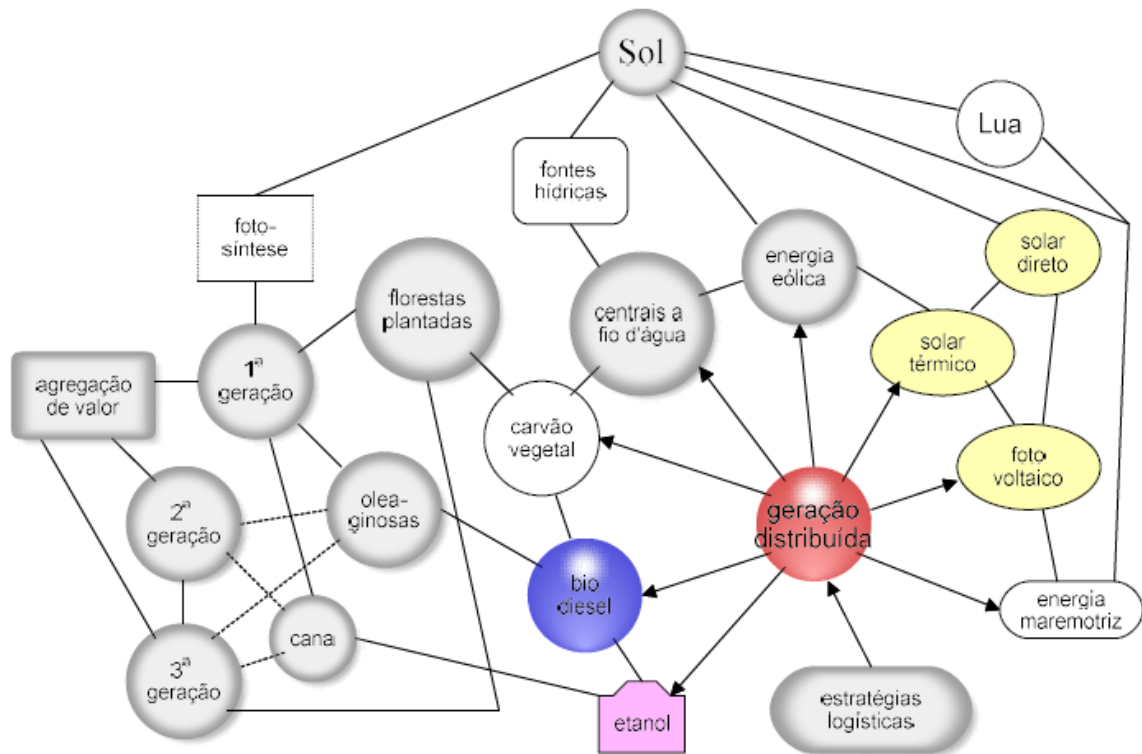 Sol
Lua
fontes
hídricas
foto-
síntese
energia
eólica
solar
direto
florestas
plantadas
centrais a
fio d'água
solar
térmico
1ª
geração
agregação
de valor
carvão
vegetal
foto
voltaico
2ª
geração
olea-
ginosas
geração
distribuída
bio
diesel
energia
maremotriz
cana
3ª
geração
etanol
estratégias
logísticas